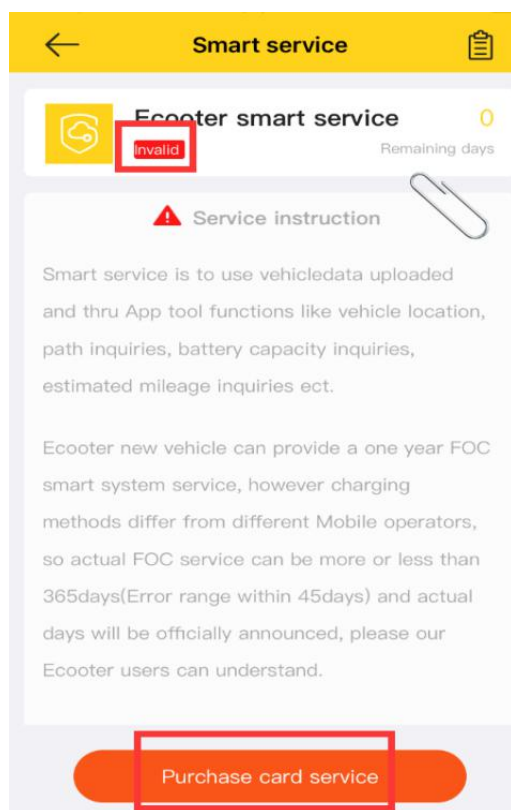 Smart service
Ecooter smart service
0
Invalid
Remaining days
Service instruction
Smart service is to use vehicledata uploaded
and thru App tool functions like vehicle location,
path inquiries, battery capacity inquiries,
estimated mileage inquiries ect.
Ecooter new vehicle can provide a one year FOC
smart system service, however charging
methods differ from different Mobile operators,
so actual FOC service can be more or less than
365days(Error range within 45days) and actual
days will be officially announced, please our
Ecooter users can understand.
Purchase card service